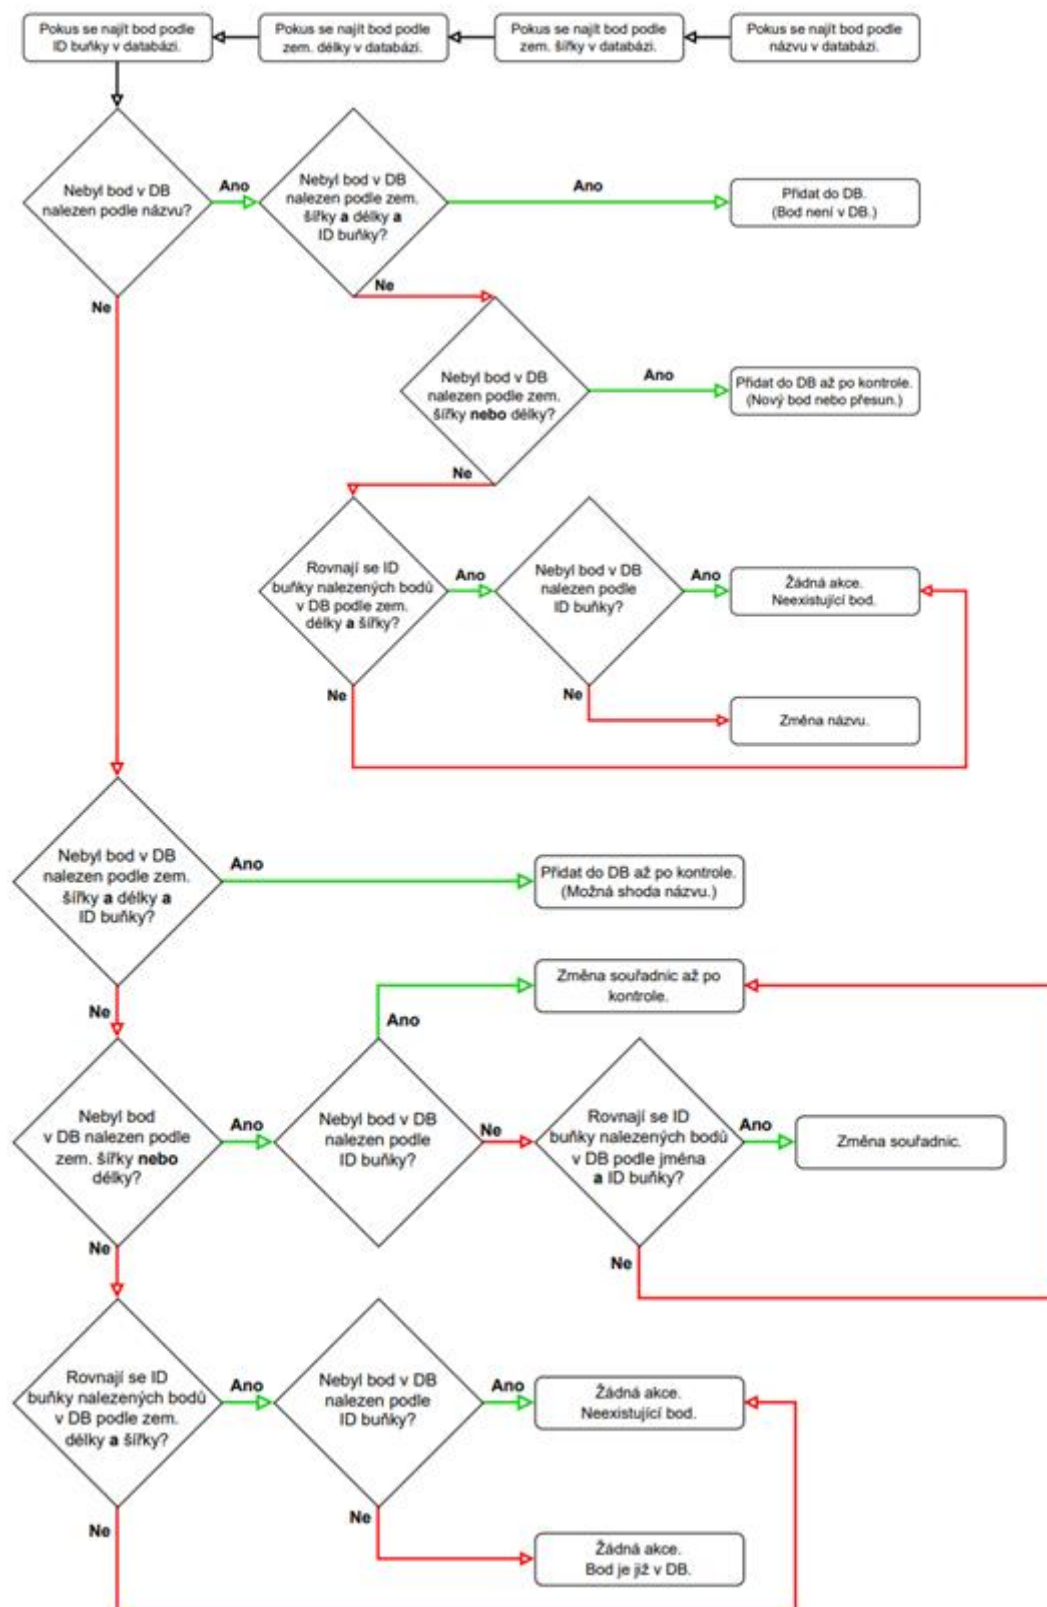 Pokus se najít bod podle
ID buňky v databázi.
Pokus se najít bod podle
zem. délky v databázi.
Pokus se najít bod podle
zem. šířky v databázi.
Pokus se najít bod podle
názvu v databázi.
Nebyl bod v DB
nalezen podle názvu?
Ano
Nebyl bod v DB
nalezen podle zem.
šířky a délky a
ID buňky?
Ano
Přidat do DB.
(Bod není v DB.)
Ne
Ne
Nebyl bod v DB
nalezen podle zem.
šířky nebo délky?
Ano
Přidat do DB až po kontrole.
(Nový bod nebo přesun.)
Ne
Rovnají se ID
buňky nalezených bodů
v DB podle zem.
délky a šířky?
Ano
Nebyl bod v DB
nalezen podle
ID buňky?
Ano
Žádná akce.
Neexistující bod.
Ne
Ne
Změna názvu.
Nebyl bod v DB
nalezen podle zem.
šířky a délky a
ID buňky?
Ano
Přidat do DB až po kontrole.
(Možná shoda názvu.)
Ne
Změna souřadnic až po
kontrole.
Ano
Nebyl bod
v DB nalezen podle
zem. šířky nebo
délky?
Ano
Nebyl bod v DB
nalezen podle
ID buňky?
Ne
Rovnají se ID
buňky nalezených bodů
v DB podle jména
a ID buňky?
Ano
Změna souřadnic.
Ne
Ne
Rovnají se ID
buňky nalezených bodů
v DB podle zem.
délky a šířky?
Ano
Nebyl bod v DB
nalezen podle
ID buňky?
Ano
Žádná akce.
Neexistující bod.
Ne
Ne
Žádná akce.
Bod je již v DB.